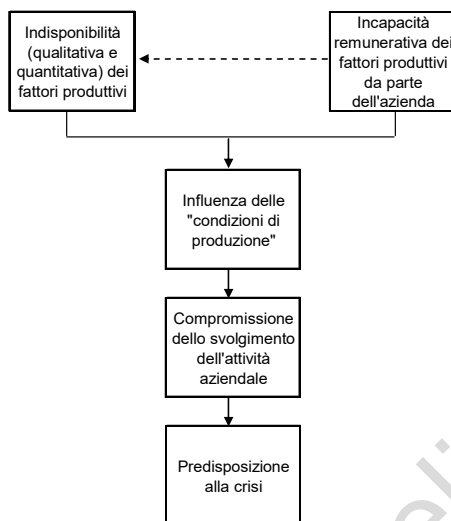 Indisponibilità
(qualitativa e
quantitativa) dei
fattori produttivi
Incapacità
remunerativa dei
fattori produttivi
da parte
dell'azienda
Influenza delle
"condizioni di
produzione"
Compromissione
dello svolgimento
dell'attività
aziendale
Predisposizione
alla crisi